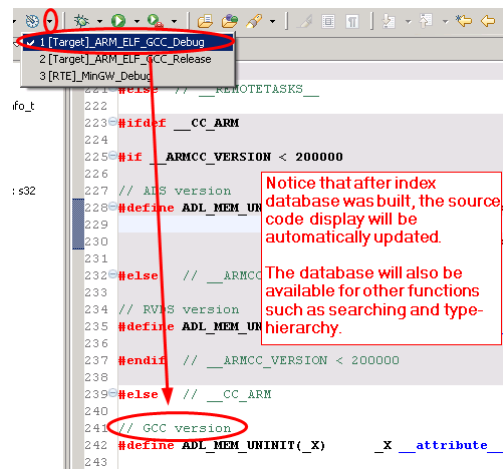 1 [Target]_ARM_ELF_GCC_Debug
2 [Target]_ARM_ELF_GCC_Release
3 [RTE]_MinGW_Debug
nfo_t
: s32
221 #else // __REMOTETASKS__
222
223 #ifdef __CC_ARM
224
225 #if __ARMCC_VERSION < 200000
226
227 // ADS version
228 #define ADL_MEM_UN
229
230
231
232 #else // __ARMCC
233
234 // RVDS version
235 #define ADL_MEM_UN
236
237 #endif // __ARMCC_VERSION < 200000
238
239 #else // __CC_ARM
240
241 // GCC version
242 #define ADL_MEM_UNINIT(_X) _X __attribute__
243
Notice that after index
database was built, the source
code display will be
automatically updated.
The database will also be
available for other functions
such as searching and type-
hierarchy.